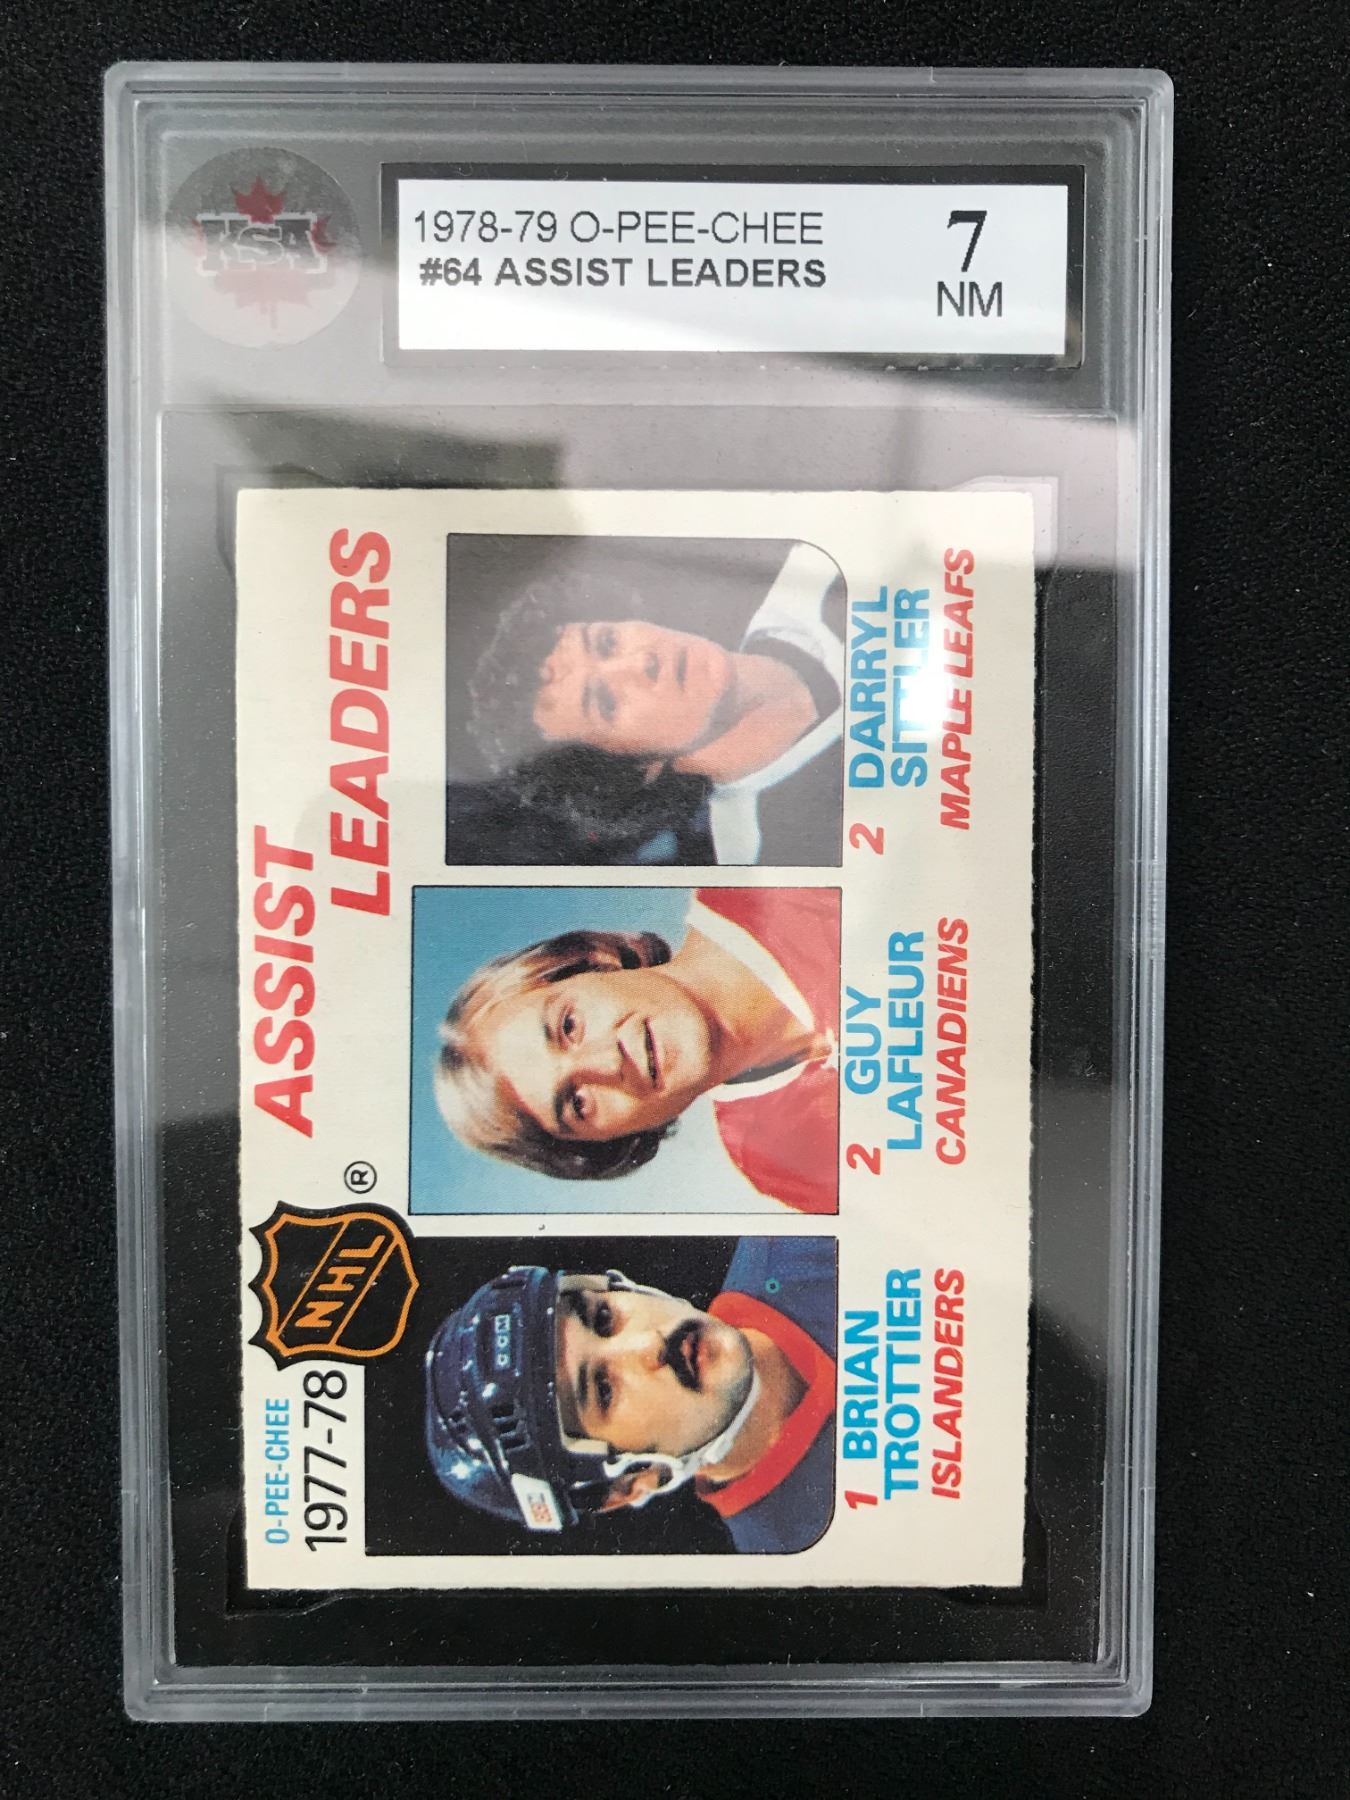 KSA
1978-79 O-PEE-CHEE
#64 ASSIST LEADERS
7
NM
O-PEE-CHEE
1977-78
NHL
®
ASSIST
LEADERS
CCM
1 BRIAN
TROTTIER
ISLANDERS
2 GUY
LAFLEUR
CANADIENS
2 DARRYL
SITTLER
MAPLE LEAFS